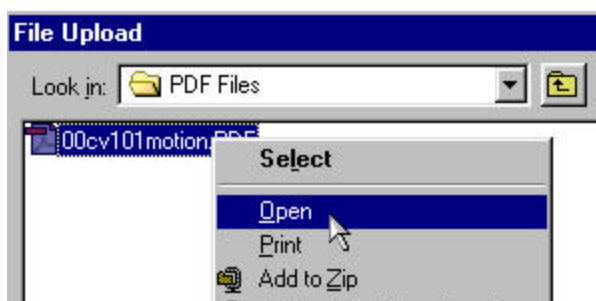 File Upload
Look in: PDF Files
00cv101motion.PDF
Select
Open
Print
Add to Zip